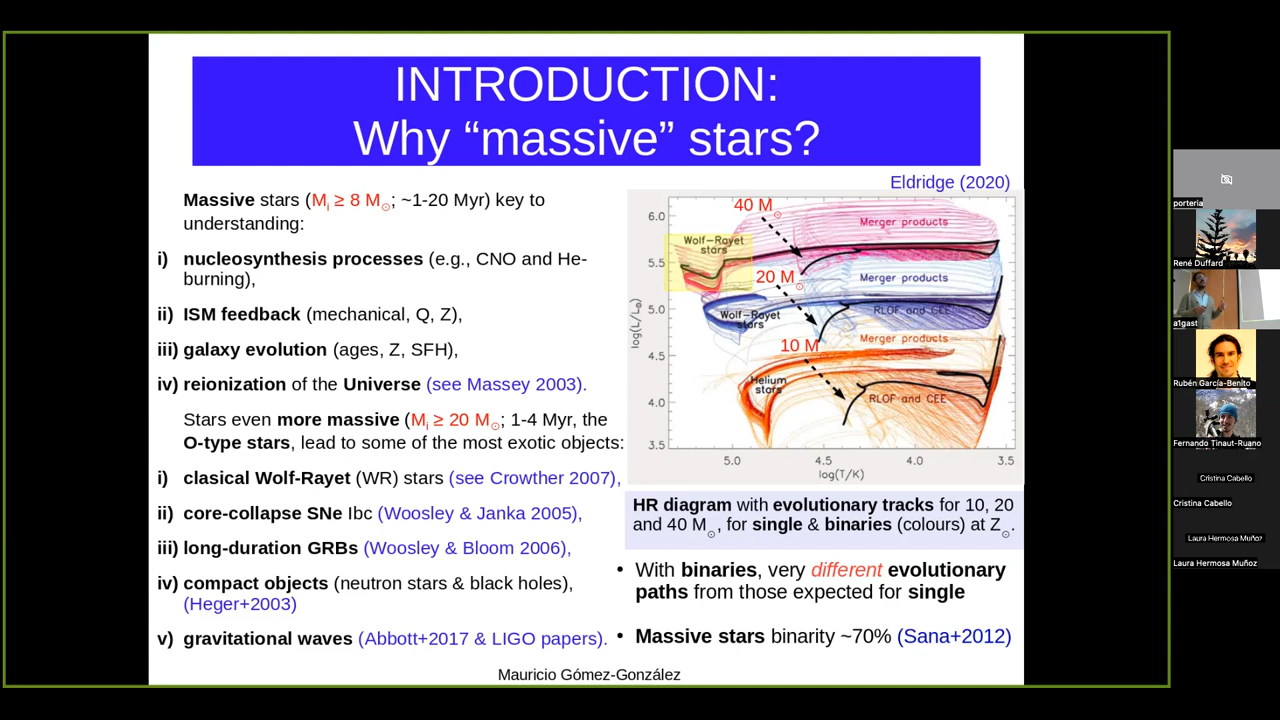 INTRODUCTION:
Why “massive” stars?
Massive stars (Mi ≥ 8 M☉; ~1-20 Myr) key to
understanding:
i) nucleosynthesis processes (e.g., CNO and He-
burning),
ii) ISM feedback (mechanical, Q, Z),
iii) galaxy evolution (ages, Z, SFH),
iv) reionization of the Universe (see Massey 2003).
Stars even more massive (Mi ≥ 20 M☉; 1-4 Myr, the
O-type stars, lead to some of the most exotic objects:
i) clasical Wolf-Rayet (WR) stars (see Crowther 2007),
ii) core-collapse SNe Ibc (Woosley & Janka 2005),
iii) long-duration GRBs (Woosley & Bloom 2006),
iv) compact objects (neutron stars & black holes),
(Heger+2003)
v) gravitational waves (Abbott+2017 & LIGO papers).
Eldridge (2020)
40 M☉
6.0
Merger products
Wolf-Rayet
stars
5.5
20 M☉
Merger products
5.0
Wolf-Rayet
stars
RLOF and CEE
10 M
Merger products
4.5
Helium
stars
4.0
RLOF and CEE
3.5
log(L/L☉)
5.0 4.5 4.0 3.5
log(T/K)
HR diagram with evolutionary tracks for 10, 20
and 40 M☉, for single & binaries (colours) at Z☉.
• With binaries, very different evolutionary
paths from those expected for single
• Massive stars binarity ~70% (Sana+2012)
Mauricio Gómez-González
porteria
René Duffard
a1gast
Rubén García-Benito
Fernando Tinaut-Ruano
Cristina Cabello
Cristina Cabello
Laura Hermosa Muñoz
Laura Hermosa Muñoz